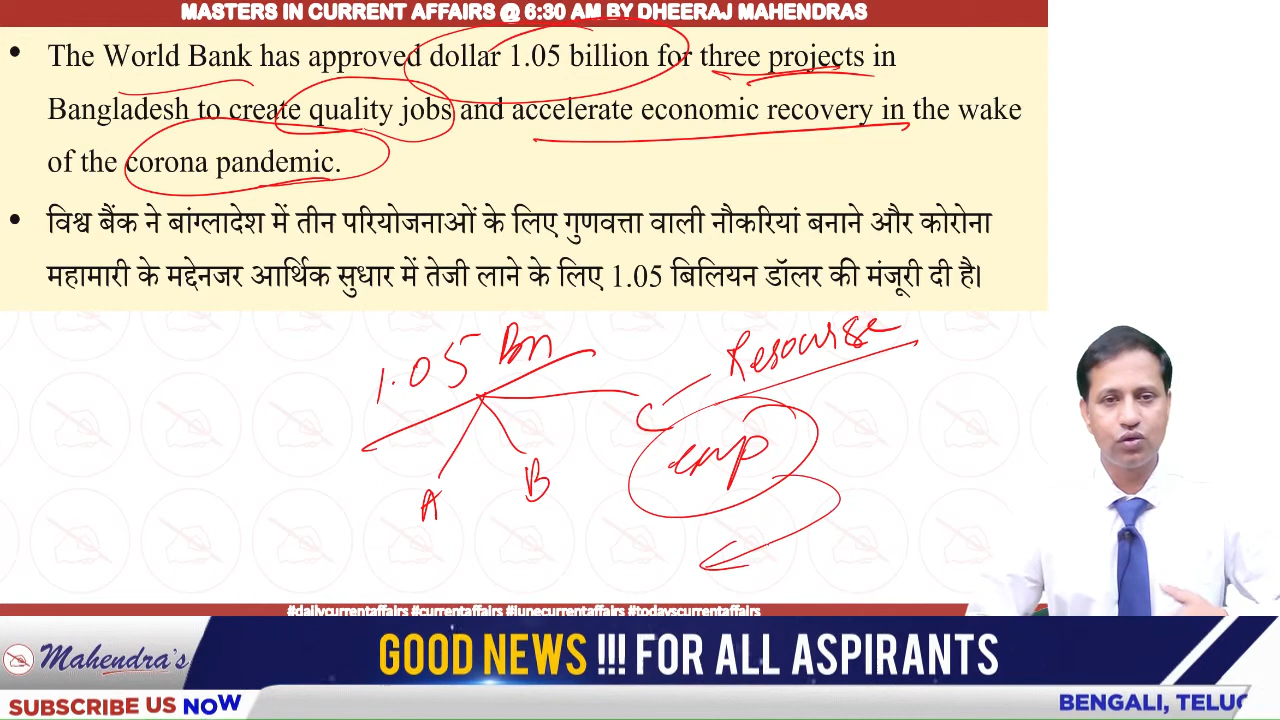 MASTERS IN CURRENT AFFAIRS @ 6:30 AM BY DHEERAJ MAHENDRAS
• The World Bank has approved dollar 1.05 billion for three projects in
Bangladesh to create quality jobs and accelerate economic recovery in the wake
of the corona pandemic.
• विश्व बैंक ने बांग्लादेश में तीन परियोजनाओं के लिए गुणवत्ता वाली नौकरियां बनाने और कोरोना
महामारी के मद्देनजर आर्थिक सुधार में तेजी लाने के लिए 1.05 बिलियन डॉलर की मंजूरी दी है।
1.05 Bn
Resourse
A
B
C
emp
#dailycurrentaffairs #currentaffairs #junecurrentaffairs #todayscurrentaffairs
Mahendra's
GOOD NEWS !!! FOR ALL ASPIRANTS
SUBSCRIBE US NOW
BENGALI, TELUG